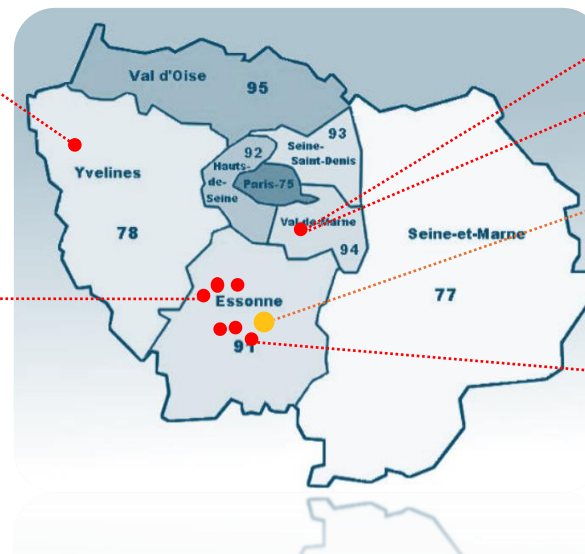 Val d'Oise
95
93
Seine-
Saint-Denis
92
Hauts-
de-
Seine
Paris-75
Yvelines
78
Val-de-Marne
94
Seine-et-Marne
77
Essonne
91